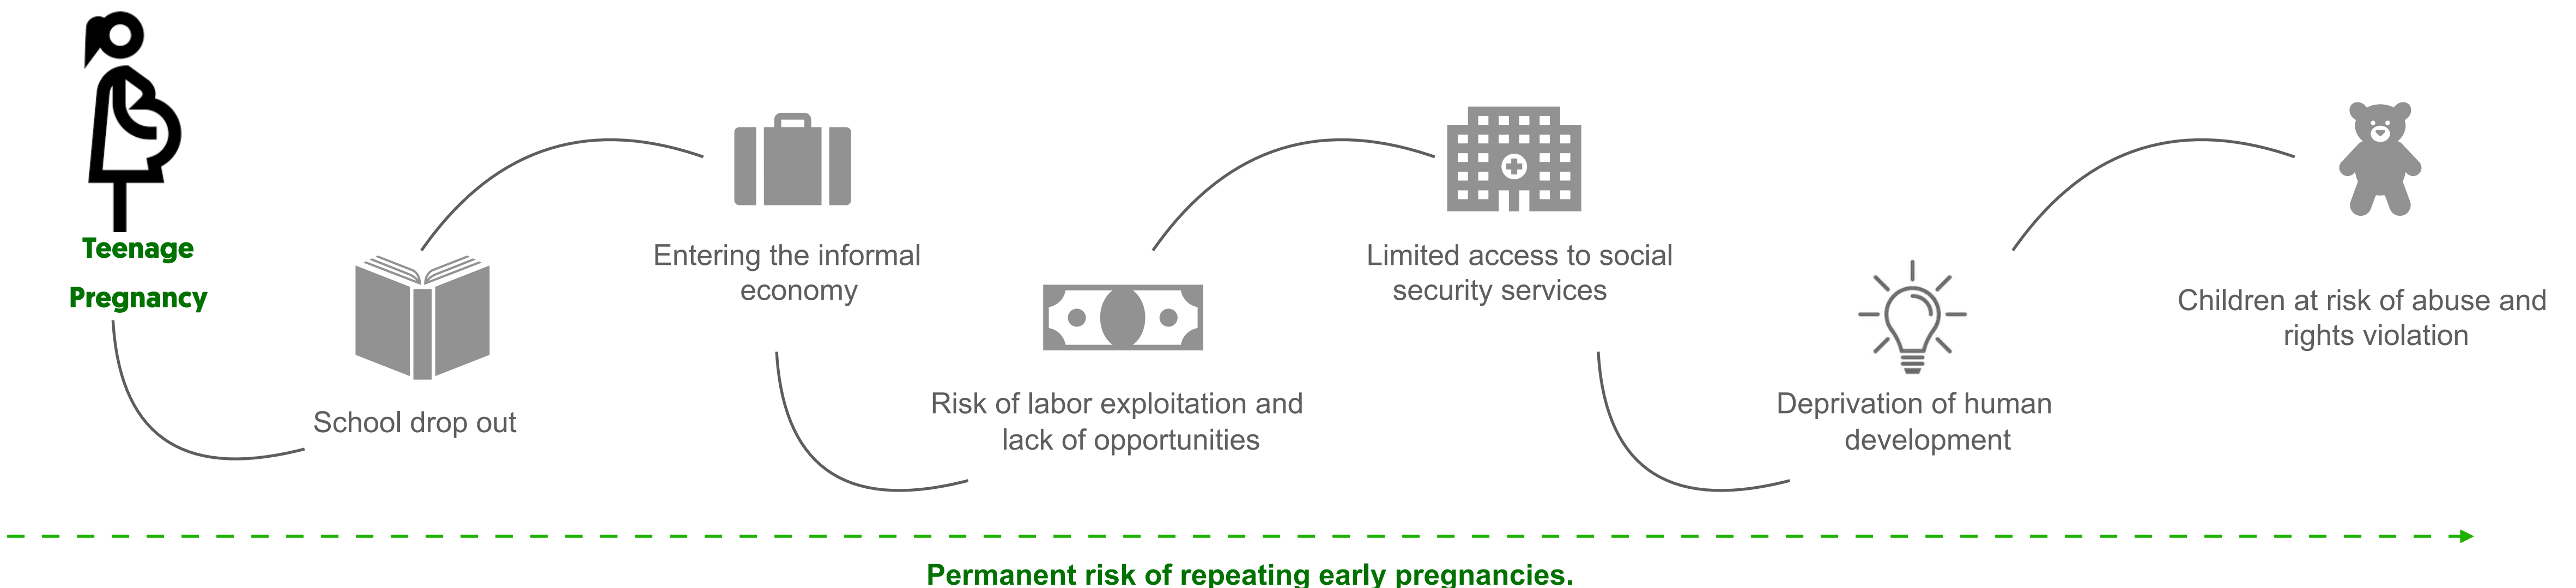 Teenage
Pregnancy
School drop out
Entering the informal
economy
Risk of labor exploitation and
lack of opportunities
Limited access to social
security services
Deprivation of human
development
Children at risk of abuse and
rights violation
Permanent risk of repeating early pregnancies.